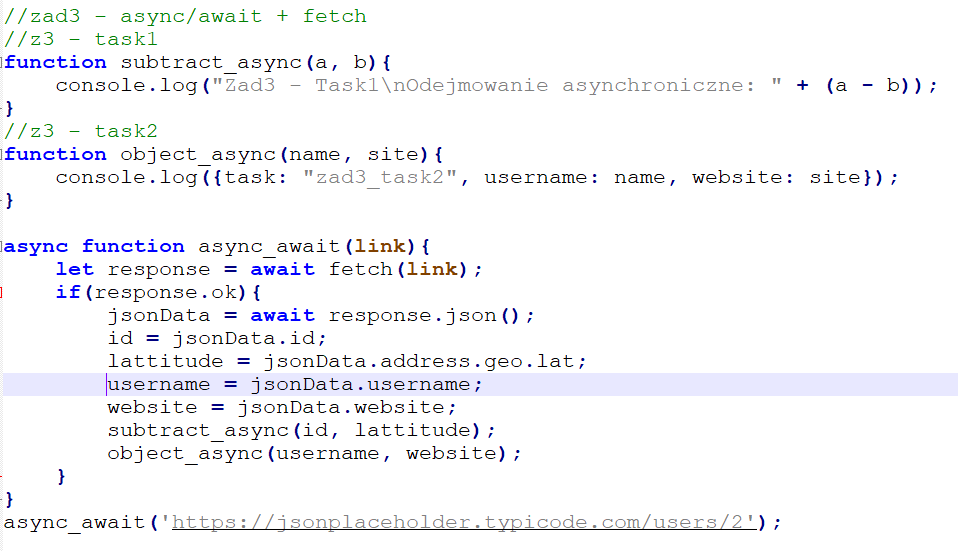 //zad3 - async/await + fetch
//z3 - task1
function subtract_async(a, b){
    console.log("Zad3 - Task1\nOdejmowanie asynchroniczne: " + (a - b));
}
//z3 - task2
function object_async(name, site){
    console.log({task: "zad3_task2", username: name, website: site});
}

async function async_await(link){
    let response = await fetch(link);
    if(response.ok){
        jsonData = await response.json();
        id = jsonData.id;
        lattitude = jsonData.address.geo.lat;
        username = jsonData.username;
        website = jsonData.website;
        subtract_async(id, lattitude);
        object_async(username, website);
    }
}
async_await('https://jsonplaceholder.typicode.com/users/2');